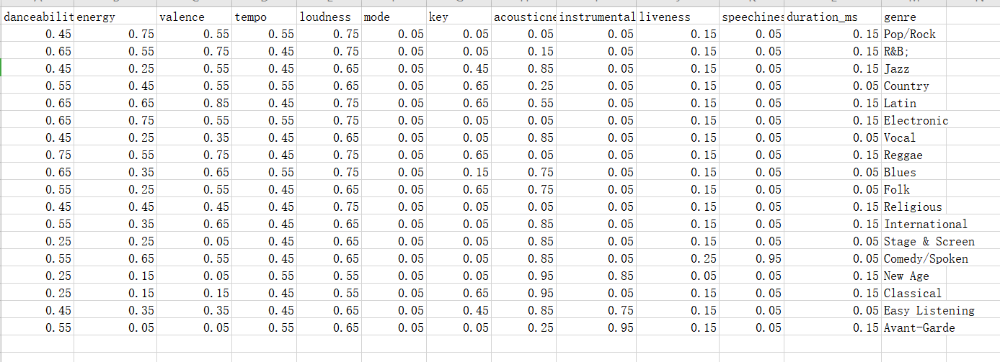 danceabilit energy valence tempo loudness mode key acousticne instrumental liveness speechines duration_ms genre
0.45 0.75 0.55 0.55 0.75 0.05 0.05 0.05 0.05 0.15 0.05 0.15 Pop/Rock
0.65 0.55 0.75 0.45 0.75 0.05 0.05 0.15 0.05 0.15 0.05 0.15 R&B;
0.45 0.25 0.55 0.45 0.65 0.05 0.45 0.85 0.05 0.15 0.05 0.15 Jazz
0.55 0.45 0.55 0.55 0.65 0.05 0.65 0.25 0.05 0.15 0.05 0.05 Country
0.65 0.65 0.85 0.45 0.75 0.05 0.65 0.55 0.05 0.15 0.05 0.15 Latin
0.65 0.75 0.55 0.55 0.75 0.05 0.05 0.05 0.05 0.15 0.05 0.15 Electronic
0.45 0.25 0.35 0.45 0.65 0.05 0.05 0.85 0.05 0.15 0.05 0.05 Vocal
0.75 0.55 0.75 0.45 0.75 0.05 0.65 0.05 0.05 0.15 0.05 0.15 Reggae
0.65 0.35 0.65 0.55 0.75 0.05 0.15 0.75 0.05 0.15 0.05 0.05 Blues
0.55 0.25 0.55 0.45 0.65 0.05 0.65 0.75 0.05 0.15 0.05 0.05 Folk
0.45 0.45 0.45 0.45 0.75 0.05 0.05 0.05 0.05 0.15 0.05 0.15 Religious
0.55 0.35 0.65 0.45 0.65 0.05 0.05 0.85 0.05 0.15 0.05 0.15 International
0.25 0.25 0.05 0.45 0.65 0.05 0.05 0.85 0.05 0.15 0.05 0.05 Stage & Screen
0.55 0.65 0.55 0.45 0.65 0.05 0.05 0.85 0.05 0.25 0.95 0.05 Comedy/Spoken
0.25 0.15 0.05 0.55 0.55 0.05 0.05 0.95 0.85 0.05 0.05 0.15 New Age
0.25 0.15 0.15 0.45 0.55 0.05 0.65 0.95 0.05 0.15 0.05 0.15 Classical
0.45 0.35 0.35 0.45 0.65 0.05 0.45 0.85 0.75 0.15 0.05 0.05 Easy Listening
0.55 0.05 0.05 0.55 0.65 0.05 0.05 0.25 0.95 0.15 0.05 0.15 Avant-Garde